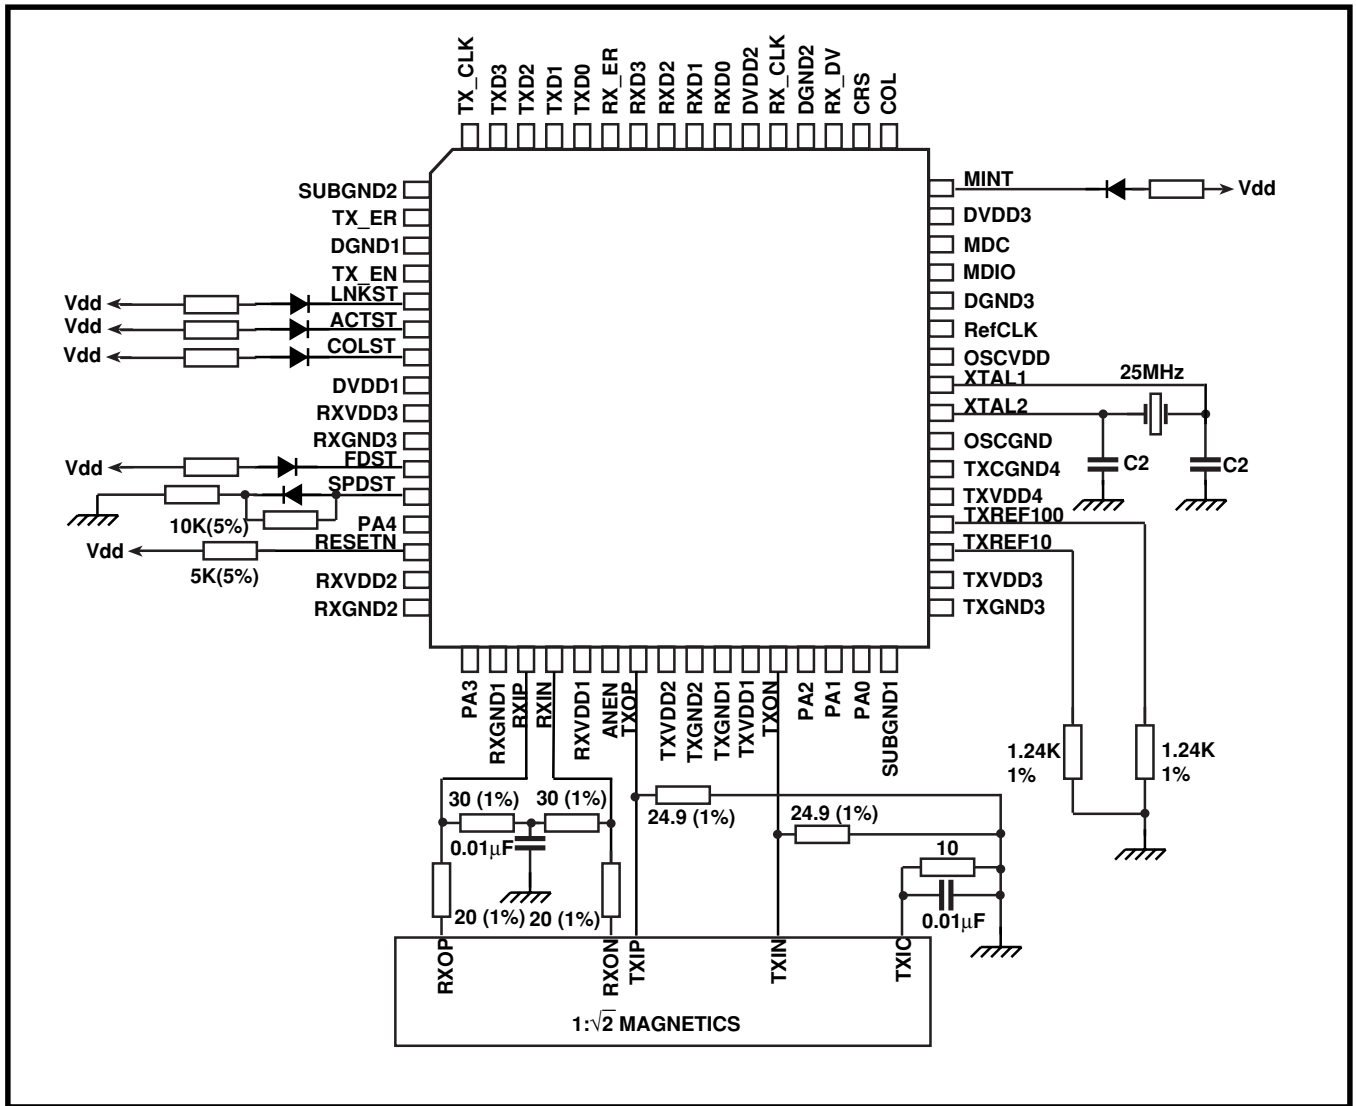 TX_CLK
TXD3
TXD2
TXD1
TXD0
RX_ER
RXD3
RXD2
RXD1
RXD0
DVDD2
RX_CLK
DGND2
RX_DV
CRS
COL
SUBGND2
TX_ER
DGND1
TX_EN
Vdd
LNKST
Vdd
ACTST
Vdd
COLST
DVDD1
RXVDD3
RXGND3
Vdd
FDST
SPDST
10K(5%)
PA4
Vdd
RESETN
5K(5%)
RXVDD2
RXGND2
MINT
Vdd
DVDD3
MDC
MDIO
DGND3
RefCLK
OSCVDD
XTAL1
25MHz
XTAL2
OSCGND
C2
C2
TXCGND4
TXVDD4
TXREF100
TXREF10
TXVDD3
TXGND3
PA3
RXGND1
RXIP
RXIN
RXVDD1
ANEN
TXOP
TXVDD2
TXGND2
TXGND1
TXVDD1
TXON
PA2
PA1
PA0
SUBGND1
1.24K
1%
1.24K
1%
30 (1%)
30 (1%)
24.9 (1%)
24.9 (1%)
0.01μF
10
20 (1%)
20 (1%)
0.01μF
RXOP
RXON
TXIP
TXIN
TXIC
1:√2 MAGNETICS